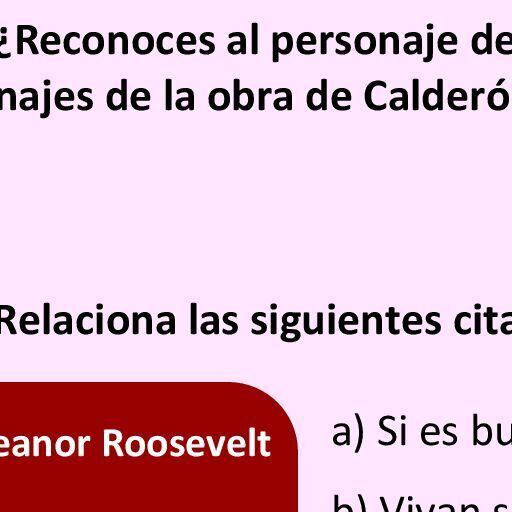 ¿Reconoces al personaje de
najes de la obra de Calderó
Relaciona las siguientes cita
eanor Roosevelt
a) Si es bu
b) Vivan s